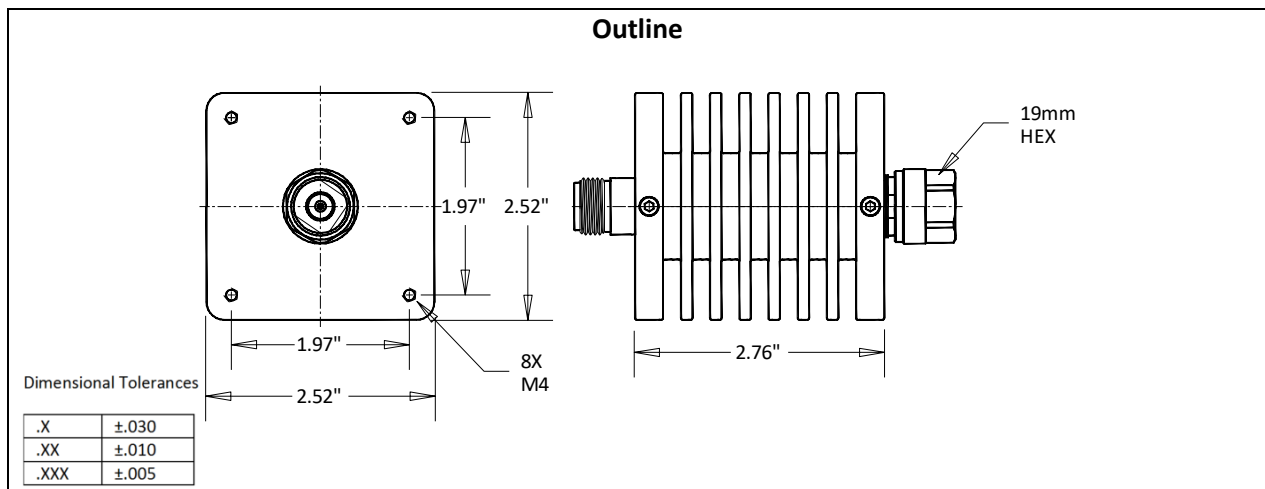 Outline
19mm
HEX
1.97"
2.52"
1.97"
2.52"
8X
M4
2.76"
Dimensional Tolerances
.X ±.030
.XX ±.010
.XXX ±.005